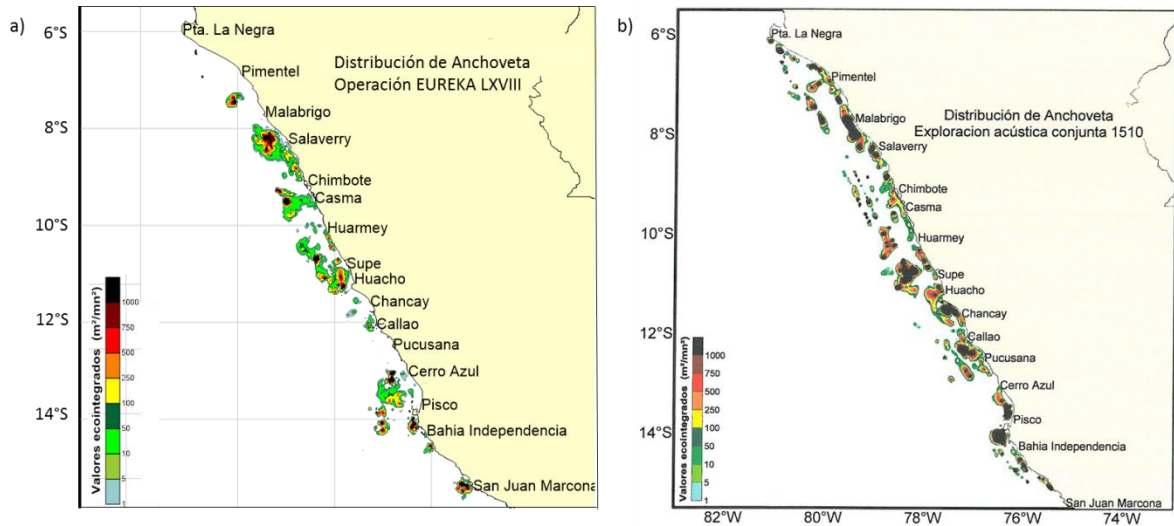 a)
6°S
8°S
10°S
12°S
14°S
Pta. La Negra
Pimentel
Malabrigo
Salaverry
Chimbote
Casma
Huarmey
Supe
Huacho
Chancay
Callao
Pucusana
Cerro Azul
Pisco
Bahia Independencia
San Juan Marcona
Distribución de Anchoveta
Operación EUREKA LXVIII
Valores ecointegrados (m²/mn²)
1000
750
500
250
100
50
10
5
1
b)
6°S
8°S
10°S
12°S
14°S
Pta. La Negra
Pimentel
Malabrigo
Salaverry
Chimbote
Casma
Huarmey
Supe
Huacho
Chancay
Callao
Pucusana
Cerro Azul
Pisco
Bahia Independencia
San Juan Marcona
Distribución de Anchoveta
Exploracion acústica conjunta 1510
Valores ecointegrados (m²/mn²)
1000
750
500
250
100
50
10
5
1
82°W 80°W 78°W 76°W 74°W